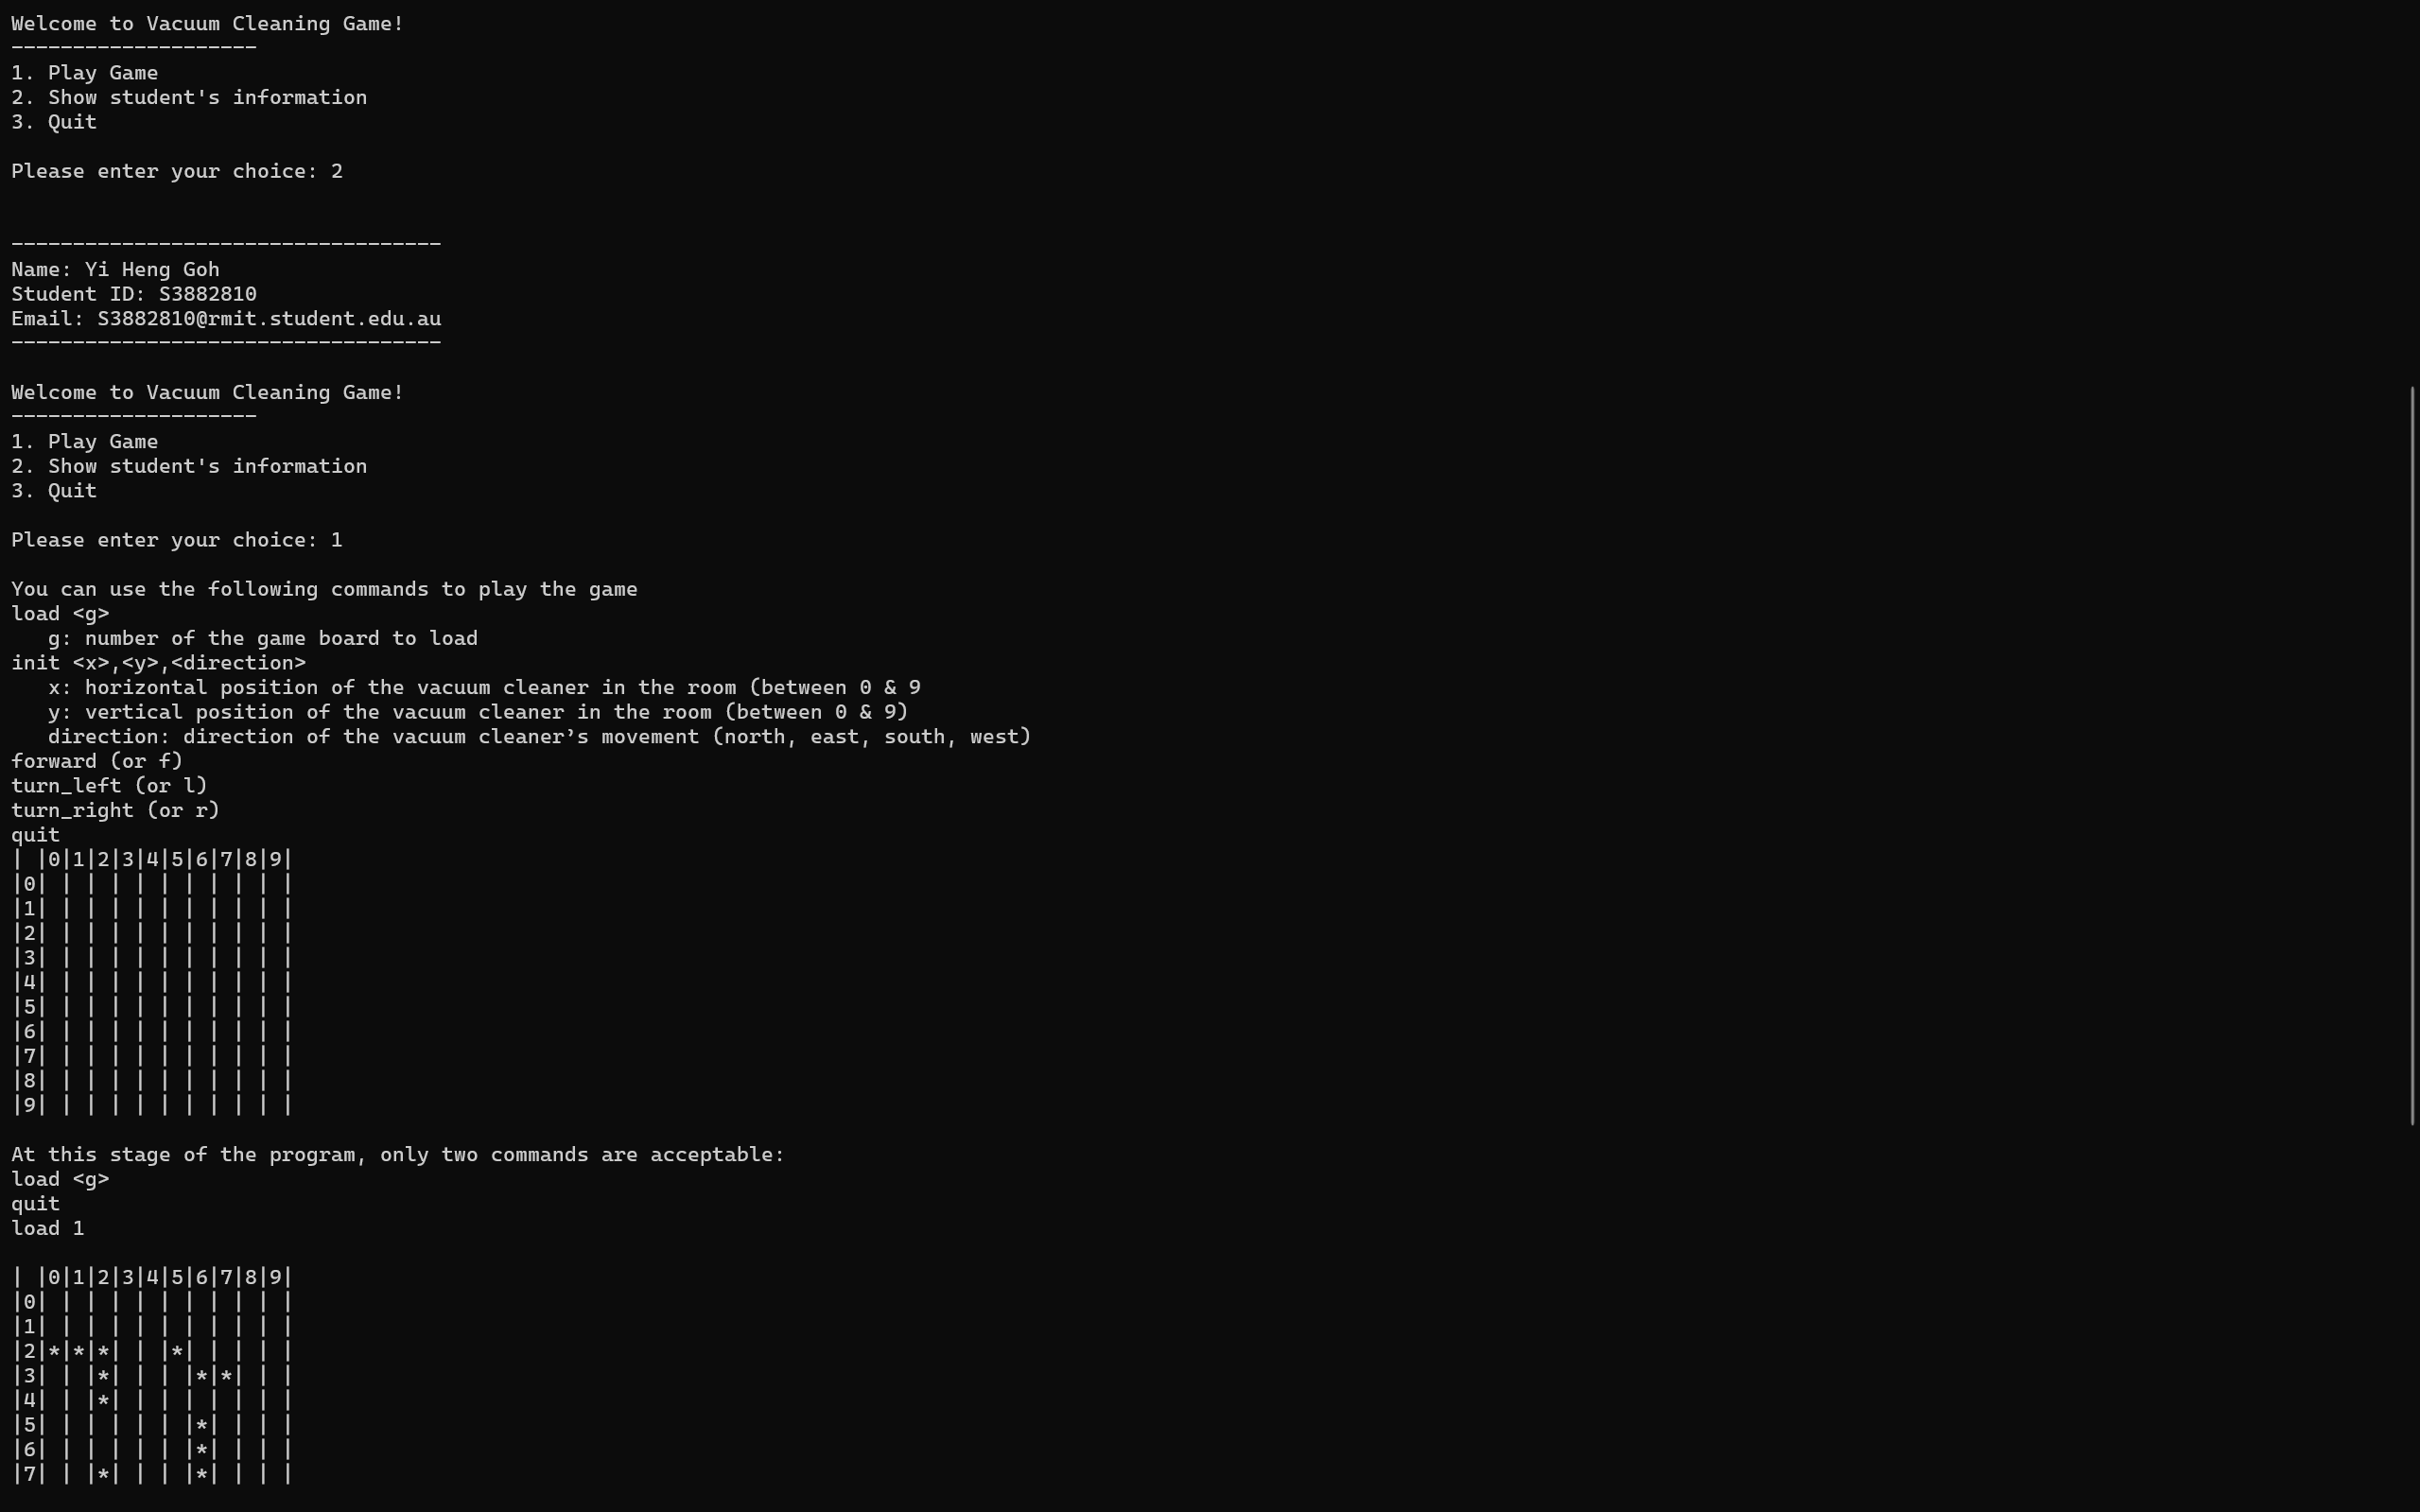 Welcome to Vacuum Cleaning Game!
--------------------
1. Play Game
2. Show student's information
3. Quit

Please enter your choice: 2


-----------------------------------
Name: Yi Heng Goh
Student ID: S3882810
Email: S3882810@rmit.student.edu.au
-----------------------------------

Welcome to Vacuum Cleaning Game!
--------------------
1. Play Game
2. Show student's information
3. Quit

Please enter your choice: 1

You can use the following commands to play the game
load <g>
   g: number of the game board to load
init <x>,<y>,<direction>
   x: horizontal position of the vacuum cleaner in the room (between 0 & 9
   y: vertical position of the vacuum cleaner in the room (between 0 & 9)
   direction: direction of the vacuum cleaner’s movement (north, east, south, west)
forward (or f)
turn_left (or l)
turn_right (or r)
quit
| |0|1|2|3|4|5|6|7|8|9|
|0| | | | | | | | | | |
|1| | | | | | | | | | |
|2| | | | | | | | | | |
|3| | | | | | | | | | |
|4| | | | | | | | | | |
|5| | | | | | | | | | |
|6| | | | | | | | | | |
|7| | | | | | | | | | |
|8| | | | | | | | | | |
|9| | | | | | | | | | |

At this stage of the program, only two commands are acceptable:
load <g>
quit
load 1

| |0|1|2|3|4|5|6|7|8|9|
|0| | | | | | | | | | |
|1| | | | | | | | | | |
|2|*|*|*| | |*| | | | |
|3| | |*| | | |*|*| | |
|4| | |*| | | | | | | |
|5| | | | | | |*| | | |
|6| | | | | | |*| | | |
|7| | |*| | | |*| | | |